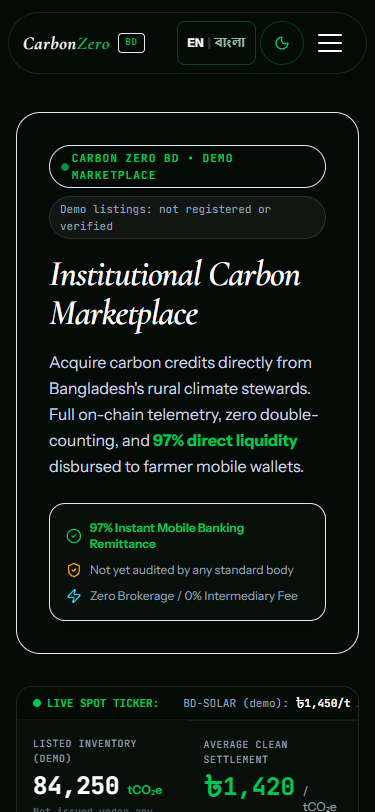 CarbonZero BD EN | বাংলা
CARBON ZERO BD • DEMO
MARKETPLACE
Demo listings: not registered or
verified
Institutional Carbon
Marketplace
Acquire carbon credits directly from
Bangladesh's rural climate stewards.
Full on-chain telemetry, zero double-
counting, and 97% direct liquidity
disbursed to farmer mobile wallets.
97% Instant Mobile Banking
Remittance
Not yet audited by any standard body
Zero Brokerage / 0% Intermediary Fee
LIVE SPOT TICKER: BD-SOLAR (demo): ৳1,450/t
LISTED INVENTORY
(DEMO)
84,250 tCO₂e
Not issued under any
AVERAGE CLEAN
SETTLEMENT
৳1,420 /
tCO₂e